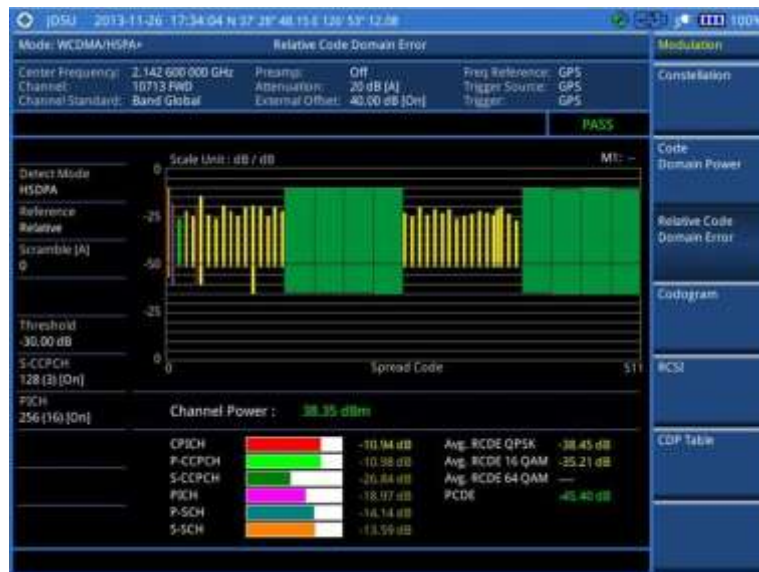 JDSU 2013-11-26 17:34:04 100%
Mode: WCDMA/HSPA+ Relative Code Domain Error
Modulation
Center Frequency: 2.142 600 000 GHz Preamp: Off Freq Reference: GPS
Channel: 10713 FWD Attenuation: 20 dB [A] Trigger Source: GPS
Channel Standard: Band Global External Offset: 40.00 dB [On] Trigger: GPS
Constellation
PASS
Code
Domain Power
Scale Unit : dB / dB M1: --
Detect Mode
HSDPA
Reference
Relative
Scramble [A]
0
Threshold
-30.00 dB
S-CCPCH
128 (3) [On]
PICH
256 (16) [On]
0
-25
-50
-25
0
0 Spread Code 511
Relative Code
Domain Error
Codogram
RCSI
CDP Table
Channel Power : 38.35 dBm
CPICH -10.94 dB Avg. RCDE QPSK -38.45 dB
P-CCPCH -10.98 dB Avg. RCDE 16 QAM -35.21 dB
S-CCPCH -26.84 dB Avg. RCDE 64 QAM ----
PICH -18.97 dB PCDE -45.40 dB
P-SCH -14.14 dB
S-SCH -13.59 dB